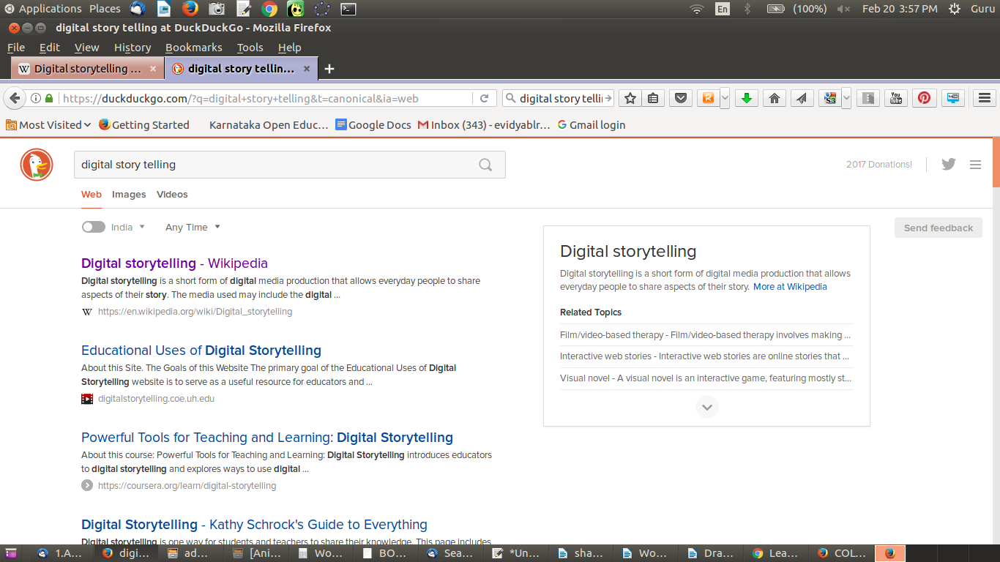 Applications Places En (100%) Feb 20 3:57 PM Guru
digital story telling at DuckDuckGo - Mozilla Firefox
File Edit View History Bookmarks Tools Help
W Digital storytelling ... × digital story tellin... × +
https://duckduckgo.com/?q=digital+story+telling&t=canonical&ia=web digital story telli
Most Visited Getting Started Karnataka Open Educ... Google Docs Inbox (343) - evidyablr... Gmail login
digital story telling
2017 Donations!
Web Images Videos
India Any Time
Send feedback
Digital storytelling - Wikipedia
Digital storytelling is a short form of digital media production that allows everyday people to share
aspects of their story. The media used may include the digital ...
W https://en.wikipedia.org/wiki/Digital_storytelling
Educational Uses of Digital Storytelling
About this Site. The Goals of this Website The primary goal of the Educational Uses of Digital
Storytelling website is to serve as a useful resource for educators and ...
digitalstorytelling.coe.uh.edu
Powerful Tools for Teaching and Learning: Digital Storytelling
About this course: Powerful Tools for Teaching and Learning: Digital Storytelling introduces educators
to digital storytelling and explores ways to use digital ...
https://coursera.org/learn/digital-storytelling
Digital Storytelling - Kathy Schrock's Guide to Everything
Digital storytelling is one way for students and teachers to share their knowledge. This page includes
Digital storytelling
Digital storytelling is a short form of digital media production that allows
everyday people to share aspects of their story. More at Wikipedia
Related Topics
Film/video-based therapy - Film/video-based therapy involves making ...
Interactive web stories - Interactive web stories are online stories that ...
Visual novel - A visual novel is an interactive game, featuring mostly st...
1.A... digi... ad... [Ani... Wo... BO... Sea... *Un... sha... Wo... Dra... Lea... COL...